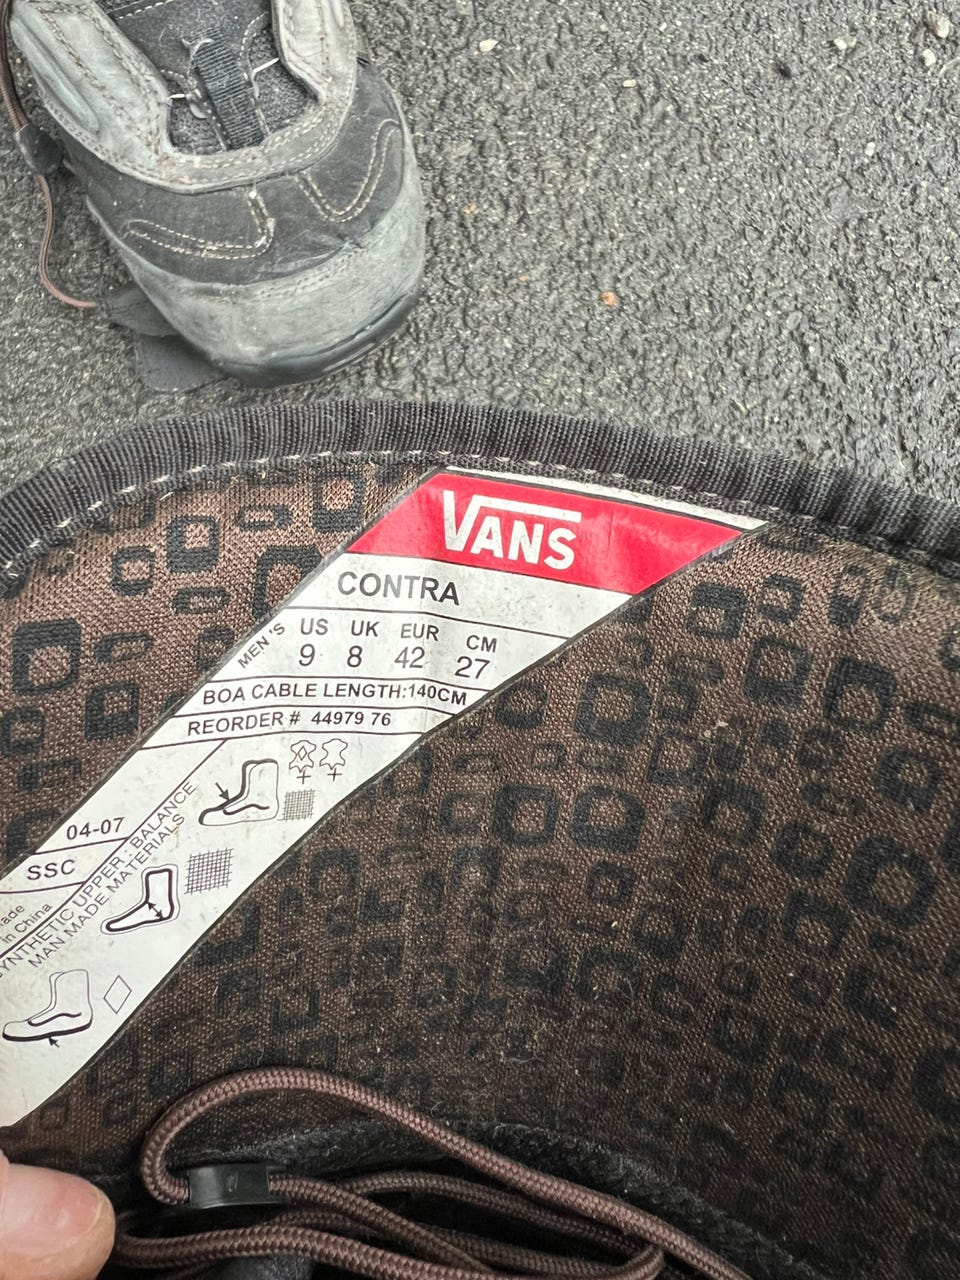 VANS
CONTRA
MEN'S US UK EUR CM
9 8 42 27
BOA CABLE LENGTH:140CM
REORDER # 44979 76
04-07
SSC
in China
UPPER : BALANCE
MAN MADE MATERIALS